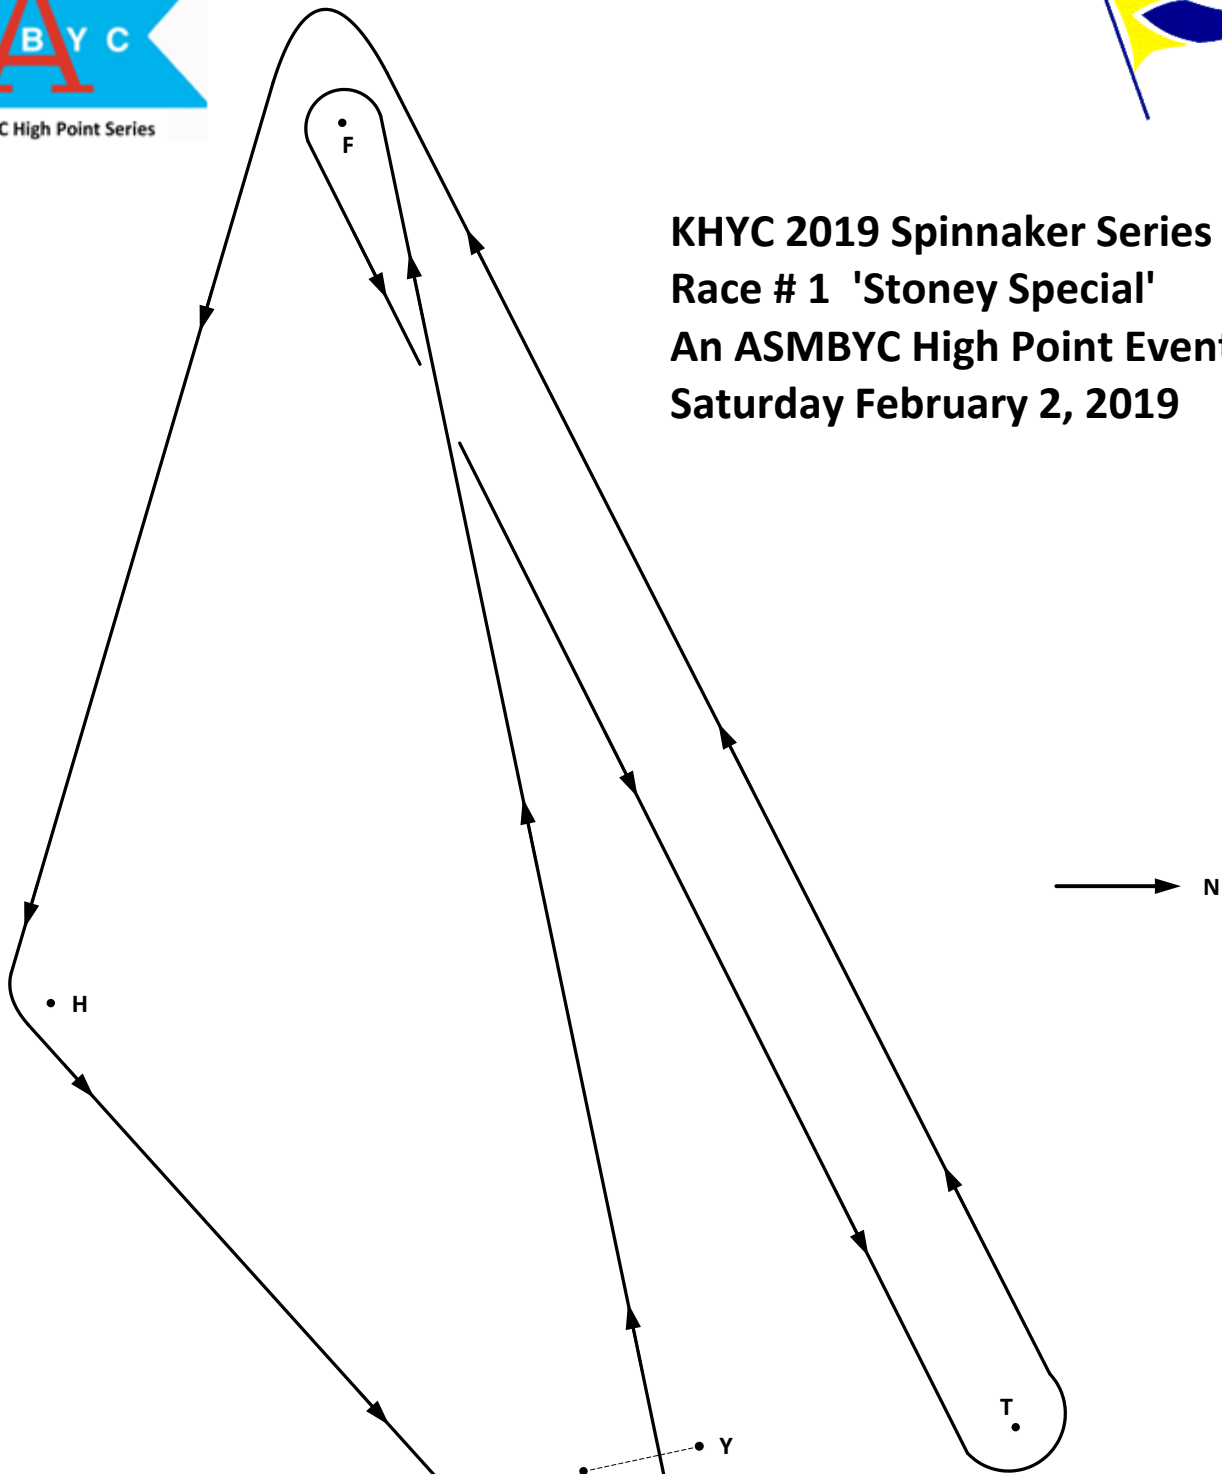 A
B Y C
C High Point Series
F
KHYC 2019 Spinnaker Series
Race # 1 'Stoney Special'
An ASMBYC High Point Event
Saturday February 2, 2019
N
H
T
Y